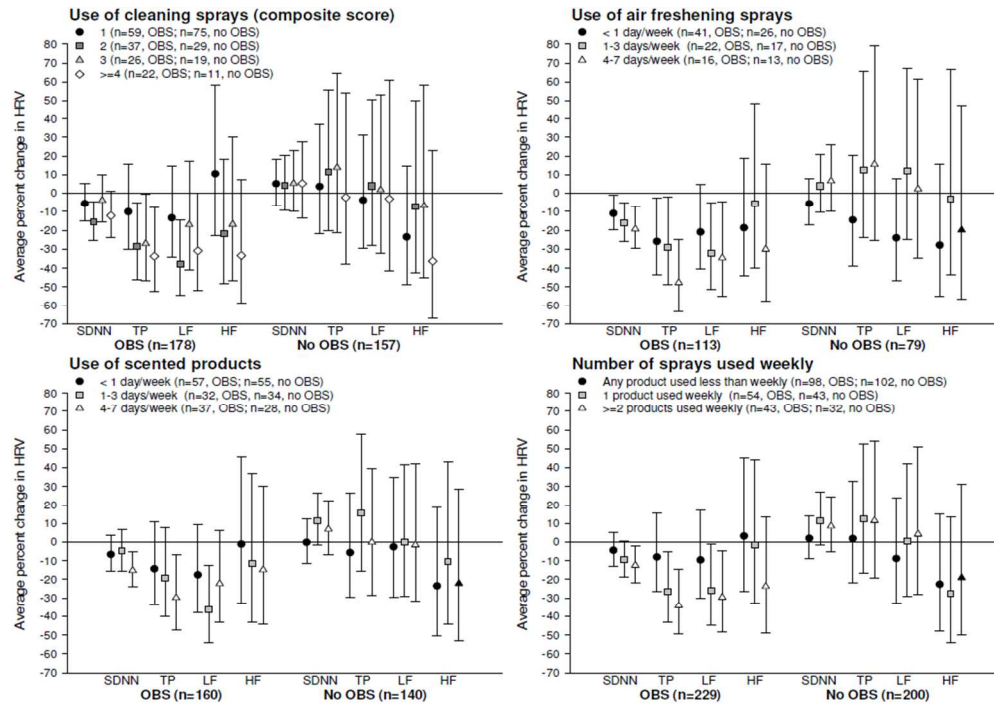 Use of cleaning sprays (composite score)
1 (n=59, OBS; n=75, no OBS)
2 (n=37, OBS; n=29, no OBS)
3 (n=26, OBS; n=19, no OBS)
>=4 (n=22, OBS; n=11, no OBS)
Average percent change in HRV
80
70
60
50
40
30
20
10
0
-10
-20
-30
-40
-50
-60
-70
SDNN TP LF HF SDNN TP LF HF
OBS (n=178) No OBS (n=157)
Use of air freshening sprays
< 1 day/week (n=41, OBS; n=26, no OBS)
1-3 days/week (n=22, OBS, n=17, no OBS)
4-7 days/week (n=16, OBS; n=13, no OBS)
Average percent change in HRV
80
70
60
50
40
30
20
10
0
-10
-20
-30
-40
-50
-60
-70
SDNN TP LF HF SDNN TP LF HF
OBS (n=113) No OBS (n=79)
Use of scented products
< 1 day/week (n=57, OBS; n=55, no OBS)
1-3 days/week (n=32, OBS, n=34, no OBS)
4-7 days/week (n=37, OBS; n=28, no OBS)
Average percent change in HRV
80
70
60
50
40
30
20
10
0
-10
-20
-30
-40
-50
-60
-70
SDNN TP LF HF SDNN TP LF HF
OBS (n=160) No OBS (n=140)
Number of sprays used weekly
Any product used less than weekly (n=98, OBS; n=102, no OBS)
1 product used weekly (n=54, OBS, n=43, no OBS)
>=2 products used weekly (n=43, OBS; n=32, no OBS)
Average percent change in HRV
80
70
60
50
40
30
20
10
0
-10
-20
-30
-40
-50
-60
-70
SDNN TP LF HF SDNN TP LF HF
OBS (n=229) No OBS (n=200)